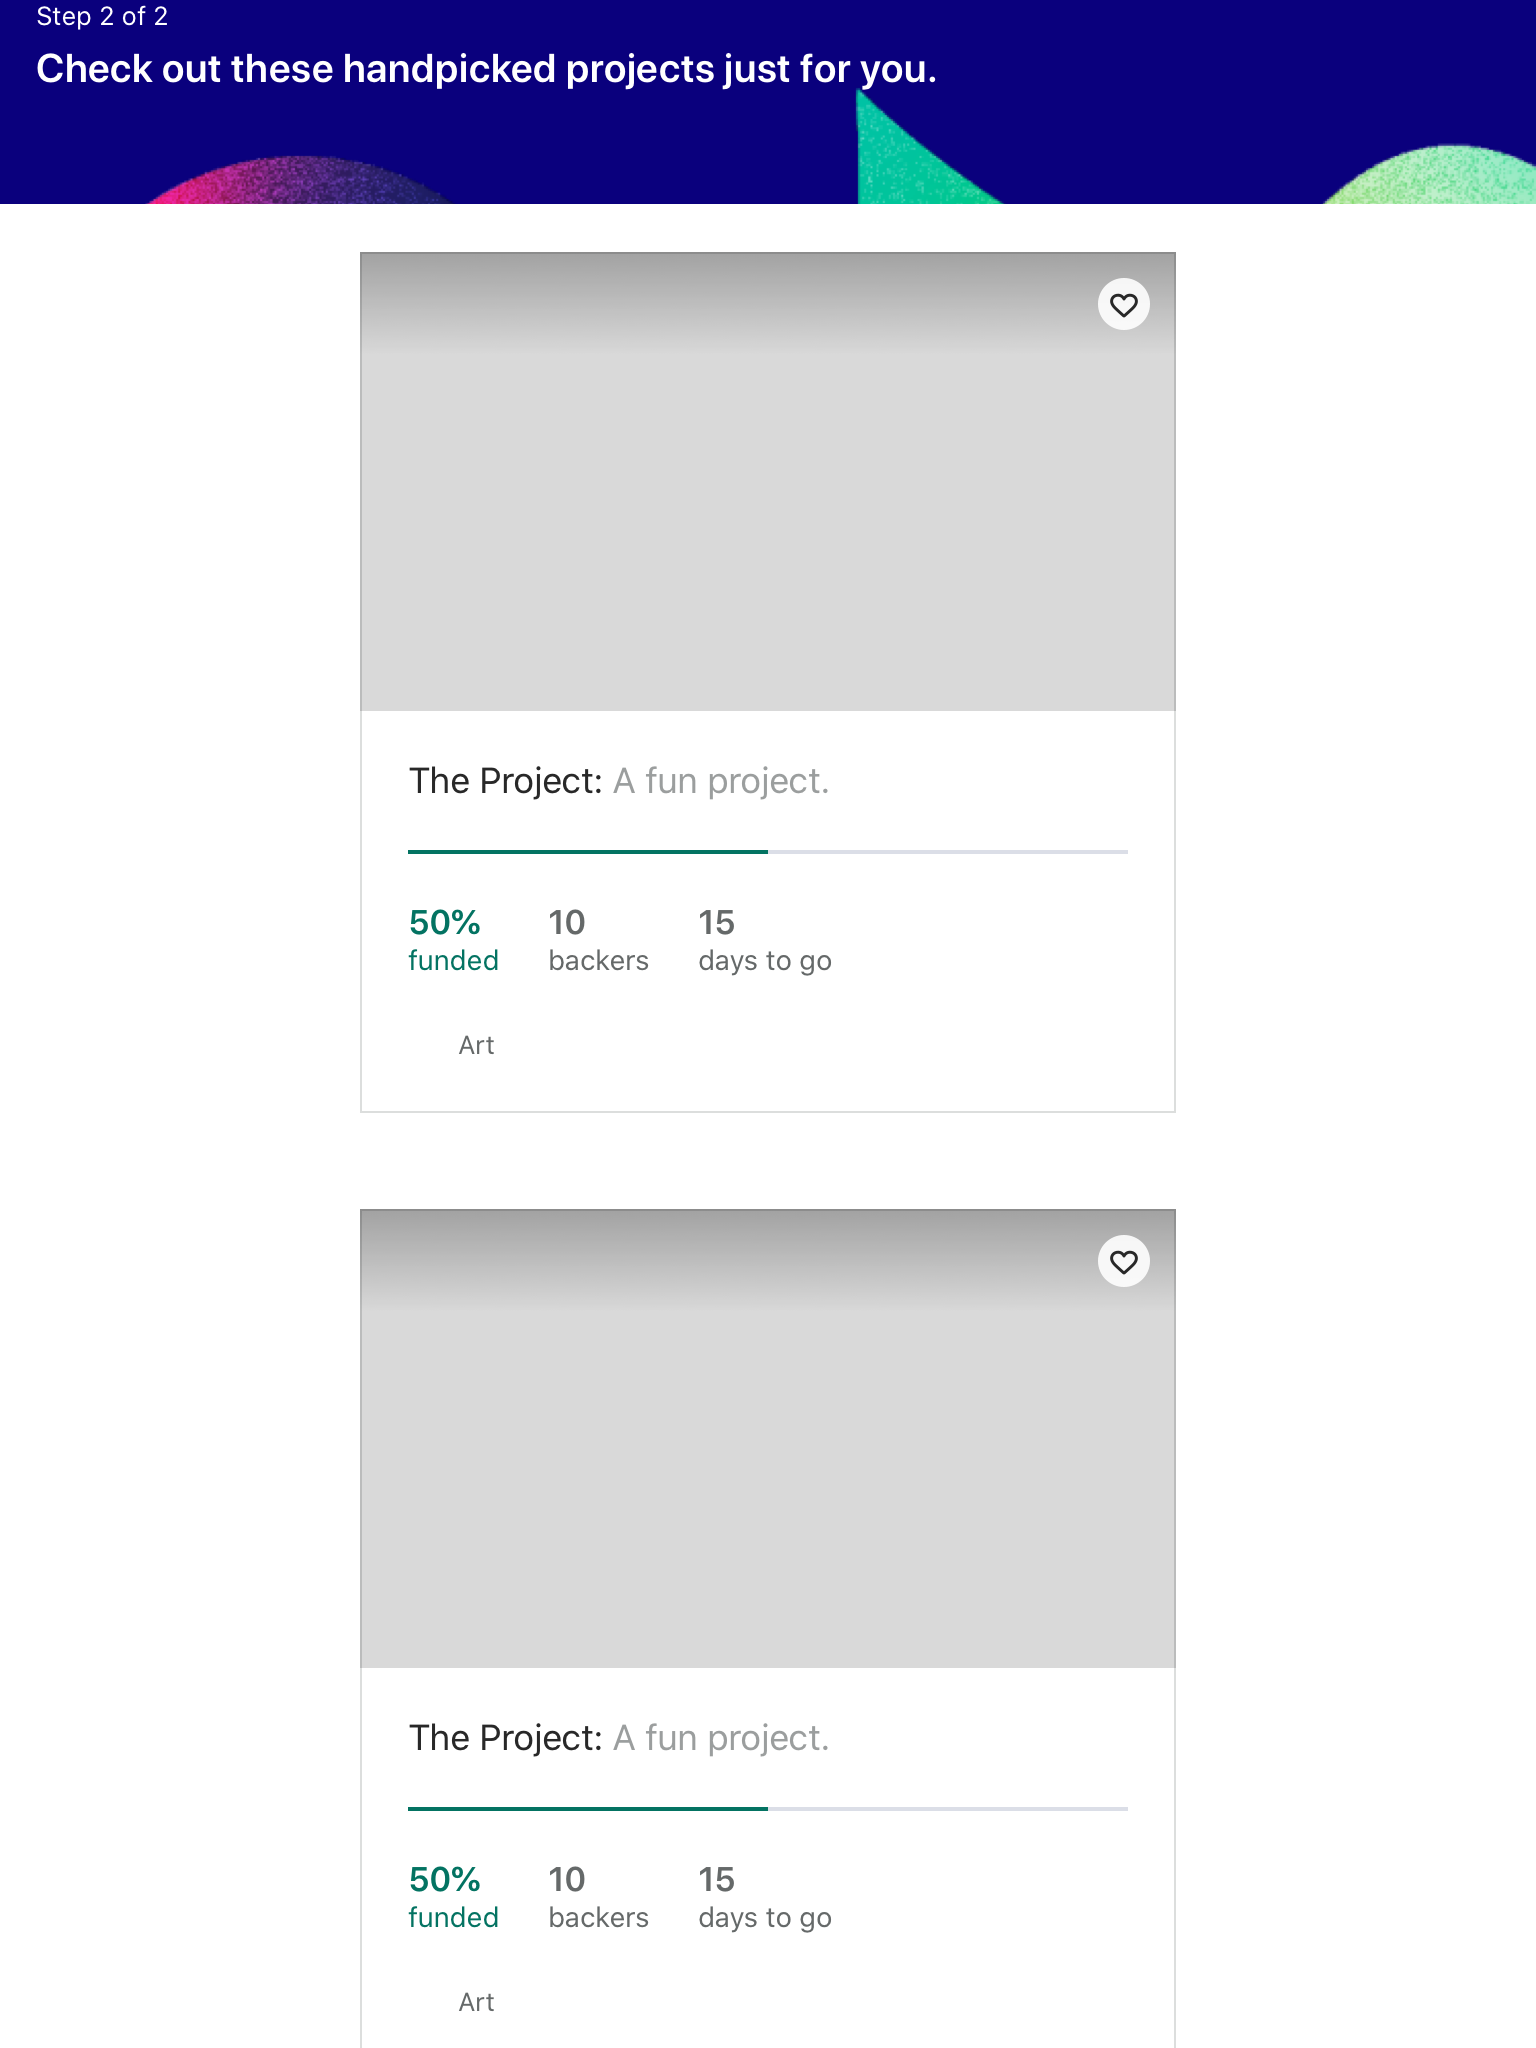 Step 2 of 2
Check out these handpicked projects just for you.
The Project: A fun project.
50% 10 15
funded backers days to go
Art
The Project: A fun project.
50% 10 15
funded backers days to go
Art